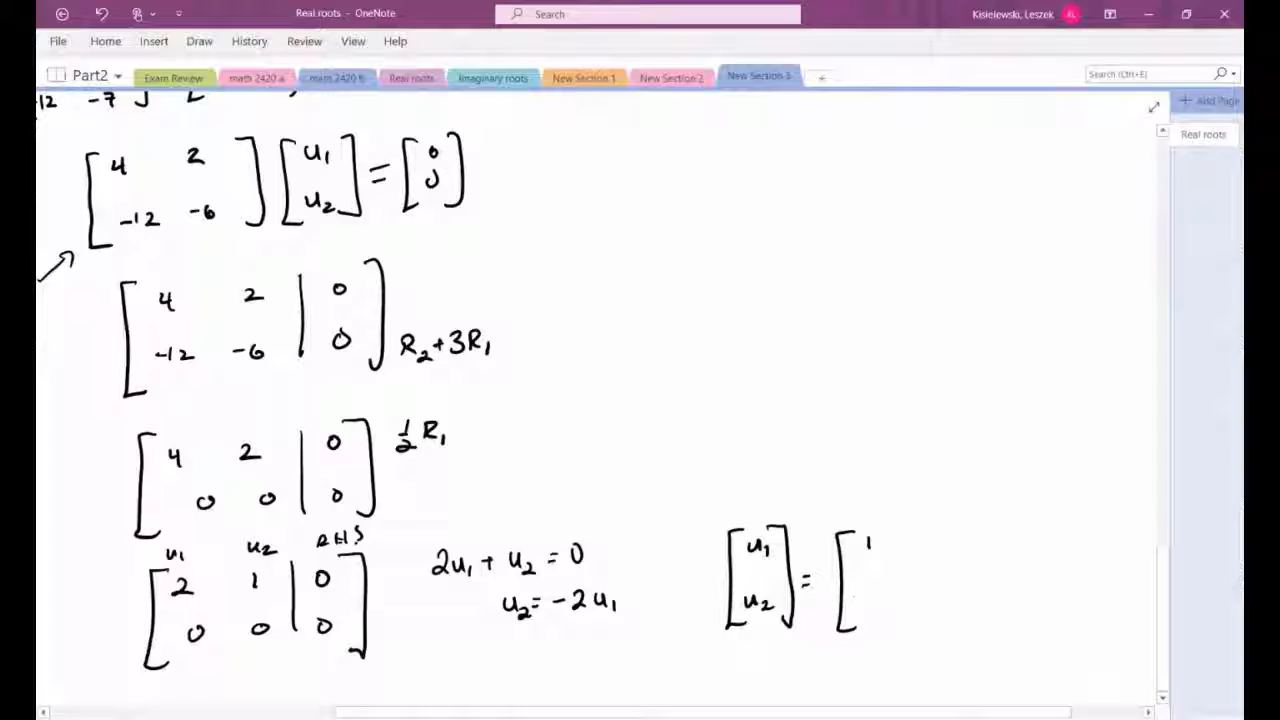 Real roots - OneNote
Search
Kisielewski, Leszek
KL
File Home Insert Draw History Review View Help
Part2
Exam Review math 2420 a math 2420 b Real roots Imaginary roots New Section 1 New Section 2 New Section 3
Search (Ctrl+E)
Add Page
Real roots
-12 -7
4 2 u₁ = 0
-12 -6 u₂ 0
4 2 | 0
-12 -6 | 0 R₂+3R₁
4 2 | 0 ½R₁
0 0 | 0
u₁ u₂ RHS
2 1 | 0
0 0 | 0
2u₁ + u₂ = 0
u₂ = -2u₁
u₁ = 1
u₂